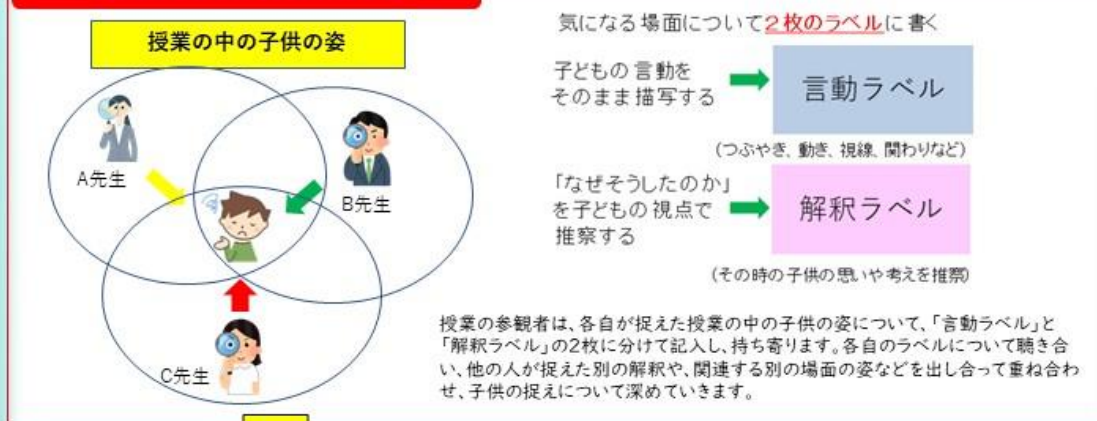 授業の中の子供の姿
A先生
B先生
C先生
気になる場面について2枚のラベルに書く
子どもの言動を
そのまま描写する
言動ラベル
(つぶやき、動き、視線、関わりなど)
「なぜそうしたのか」
を子どもの視点で
推察する
解釈ラベル
(その時の子供の思いや考えを推察)
授業の参観者は、各自が捉えた授業の中の子供の姿について、「言動ラベル」と
「解釈ラベル」の2枚に分けて記入し、持ち寄ります。各自のラベルについて聴き合
い、他の人が捉えた別の解釈や、関連する別の場面の姿などを出し合って重ね合わ
せ、子供の捉えについて深めていきます。